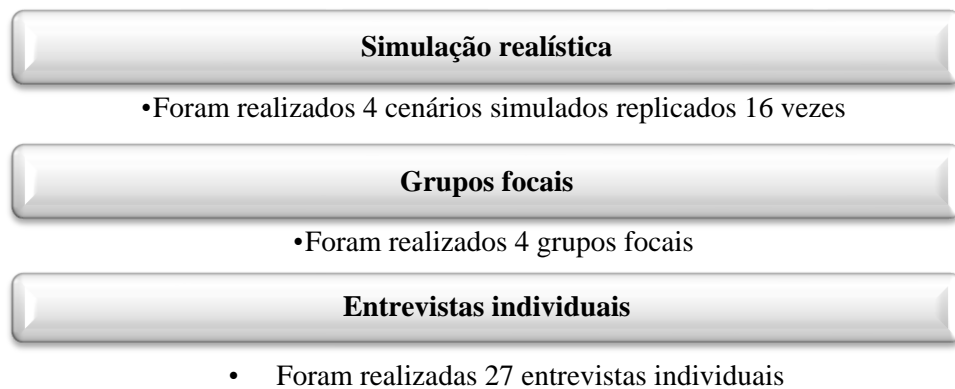 Simulação realística
•Foram realizados 4 cenários simulados replicados 16 vezes
Grupos focais
•Foram realizados 4 grupos focais
Entrevistas individuais
• Foram realizadas 27 entrevistas individuais